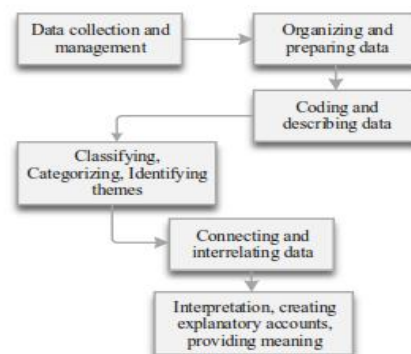 Data collection and
management
Organizing and
preparing data
Coding and
describing data
Classifying,
Categorizing, Identifying
themes
Connecting and
interrelating data
Interpretation, creating
explanatory accounts,
providing meaning